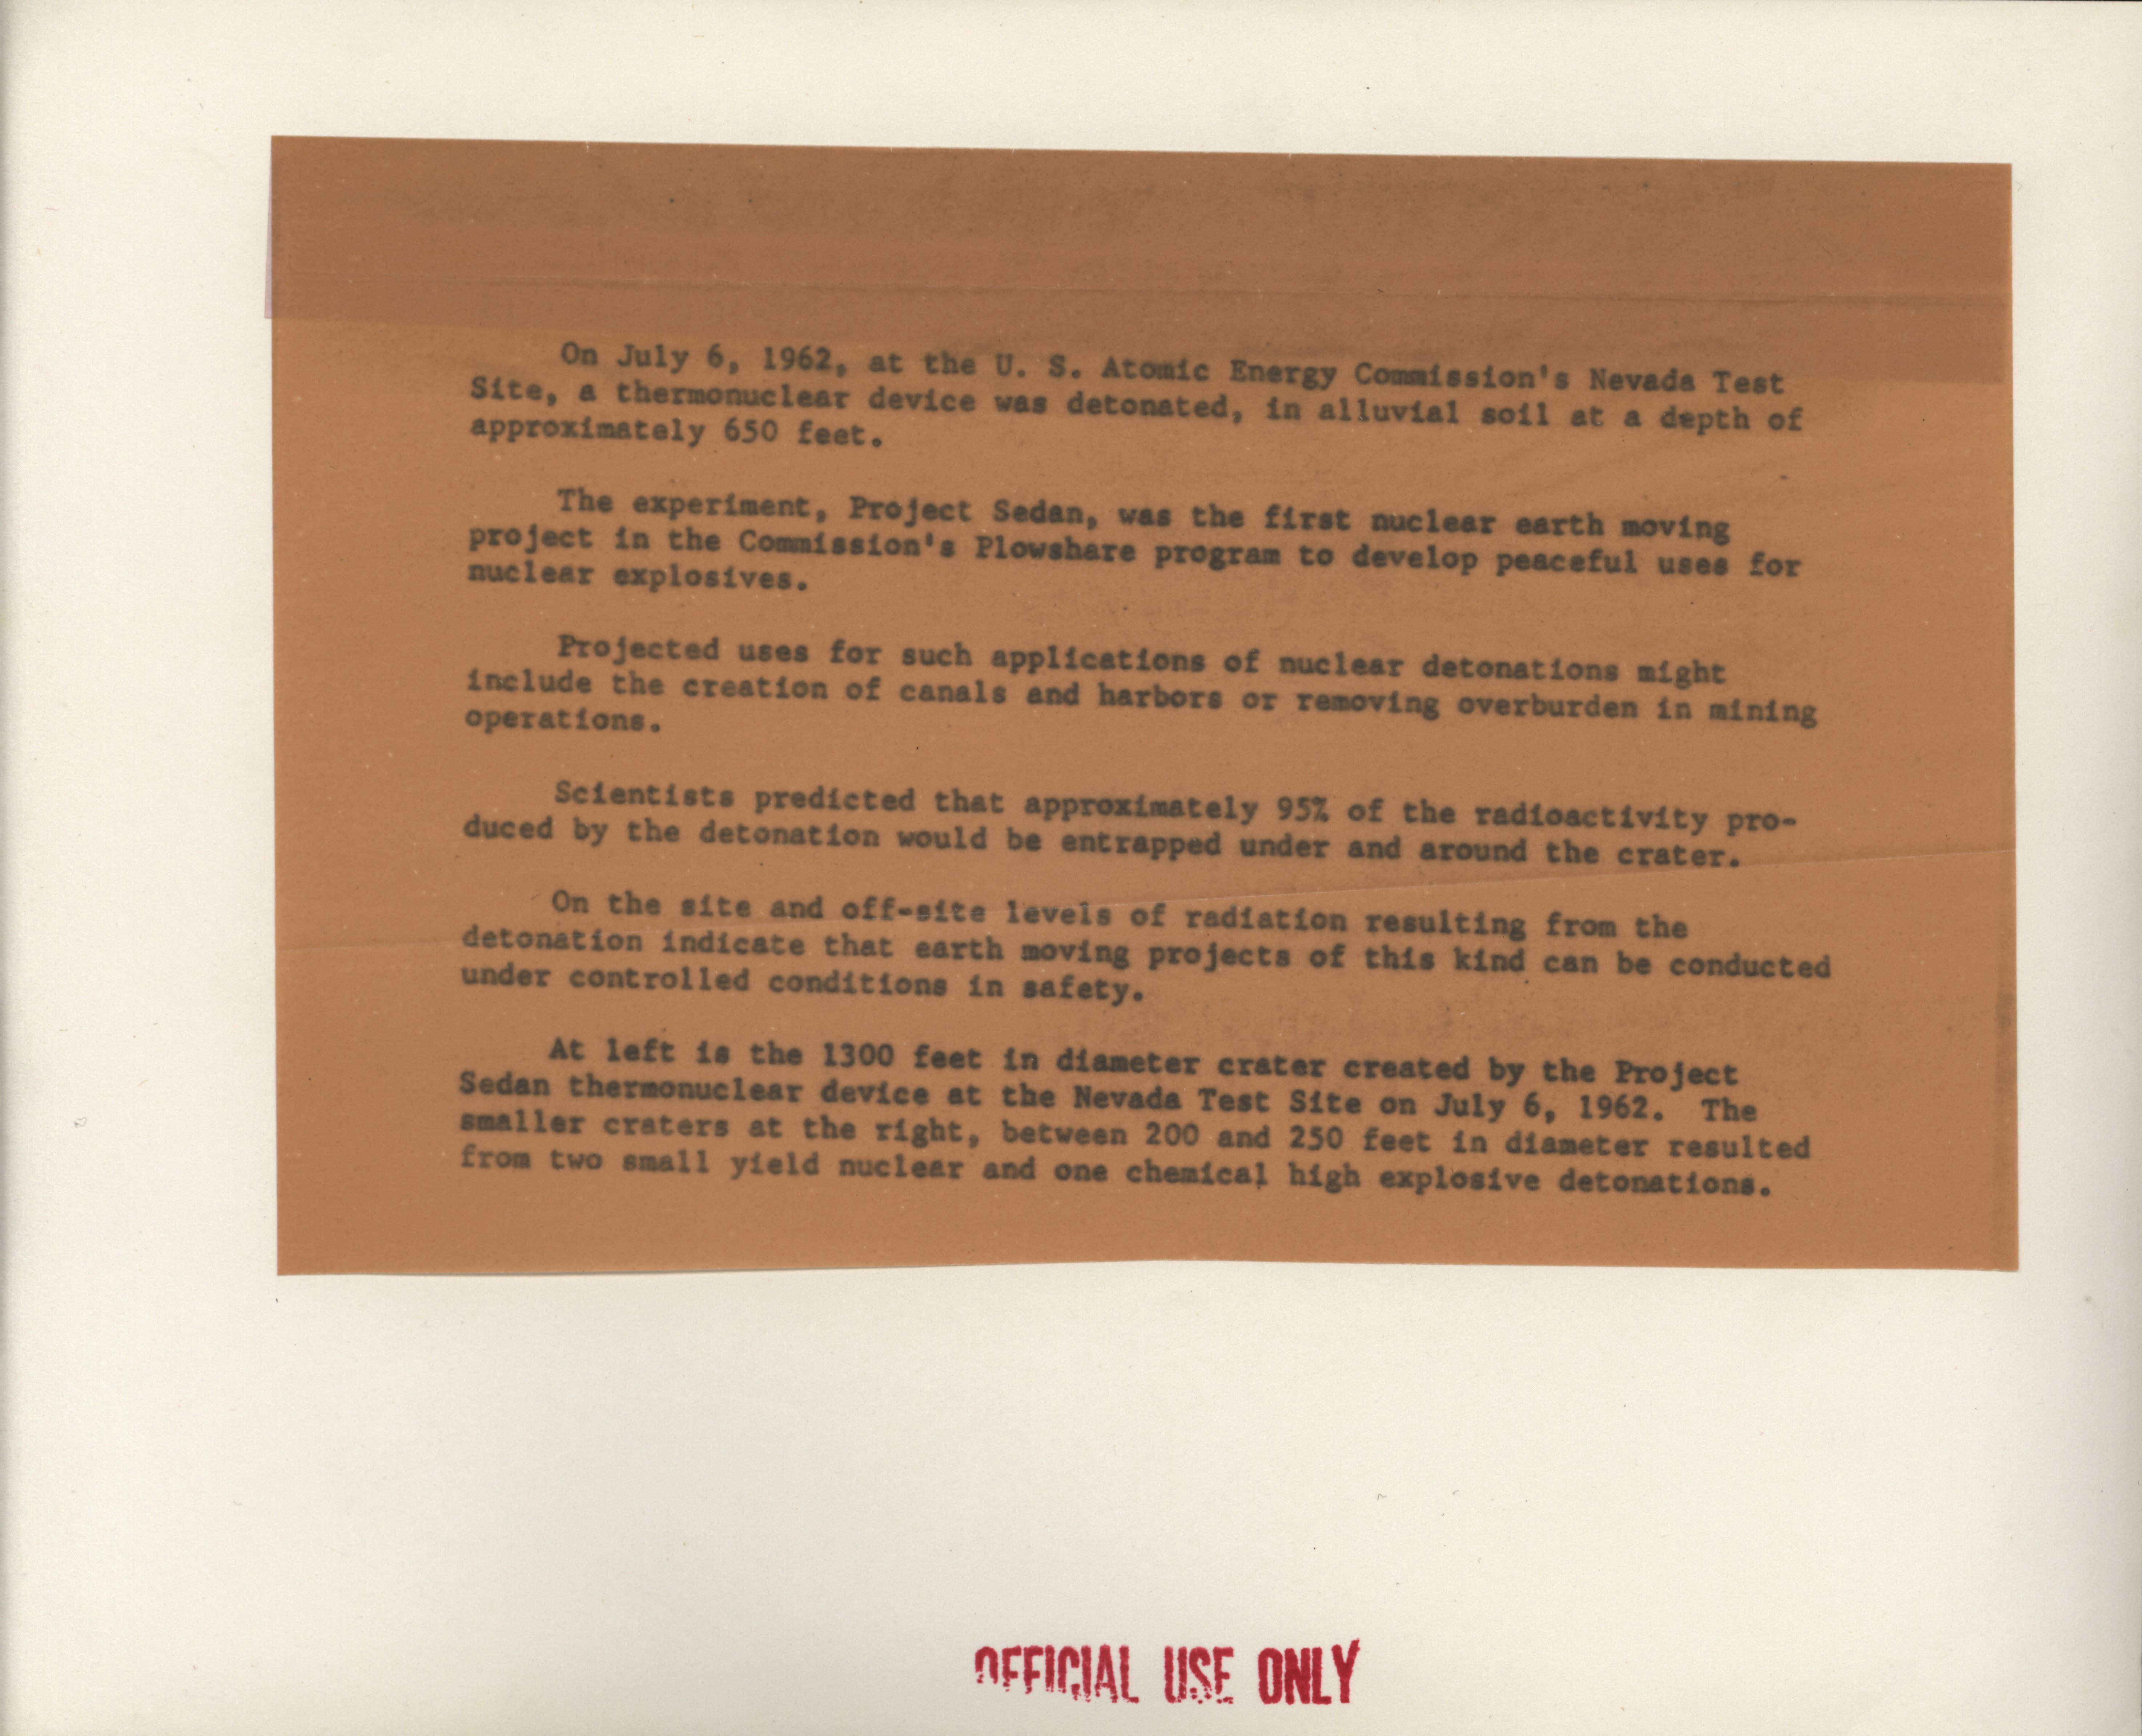 On July 6, 1962, at the U. S. Atomic Energy Commission's Nevada Test
Site, a thermonuclear device was detonated, in alluvial soil at a depth of
approximately 650 feet.
The experiment, Project Sedan, was the first nuclear earth moving
project in the Commission's Plowshare program to develop peaceful uses for
nuclear explosives.
Projected uses for such applications of nuclear detonations might
include the creation of canals and harbors or removing overburden in mining
operations.
Scientists predicted that approximately 95% of the radioactivity pro-
duced by the detonation would be entrapped under and around the crater.
On the site and off-site levels of radiation resulting from the
detonation indicate that earth moving projects of this kind can be conducted
under controlled conditions in safety.
At left is the 1300 feet in diameter crater created by the Project
Sedan thermonuclear device at the Nevada Test Site on July 6, 1962. The
smaller craters at the right, between 200 and 250 feet in diameter resulted
from two small yield nuclear and one chemical high explosive detonations.
OFFICIAL USE ONLY